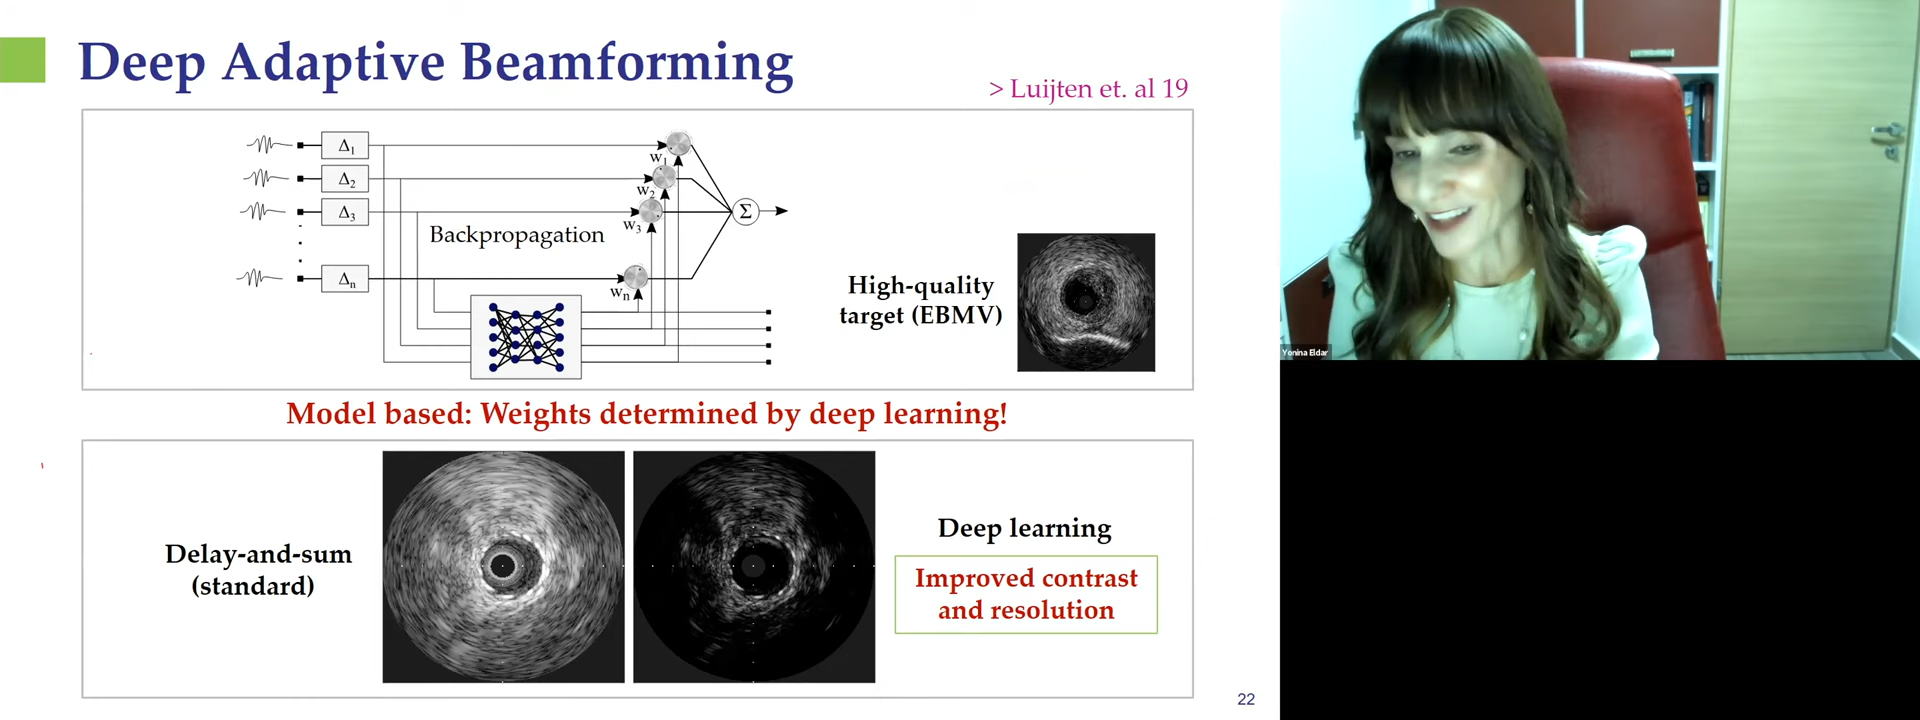 Deep Adaptive Beamforming
> Luijten et. al 19
Δ1
Δ2
Δ3
Δn
w1
w2
w3
wn
Σ
Backpropagation
High-quality
target (EBMV)
Model based: Weights determined by deep learning!
Delay-and-sum
(standard)
Deep learning
Improved contrast
and resolution
22
Yonina Eldar